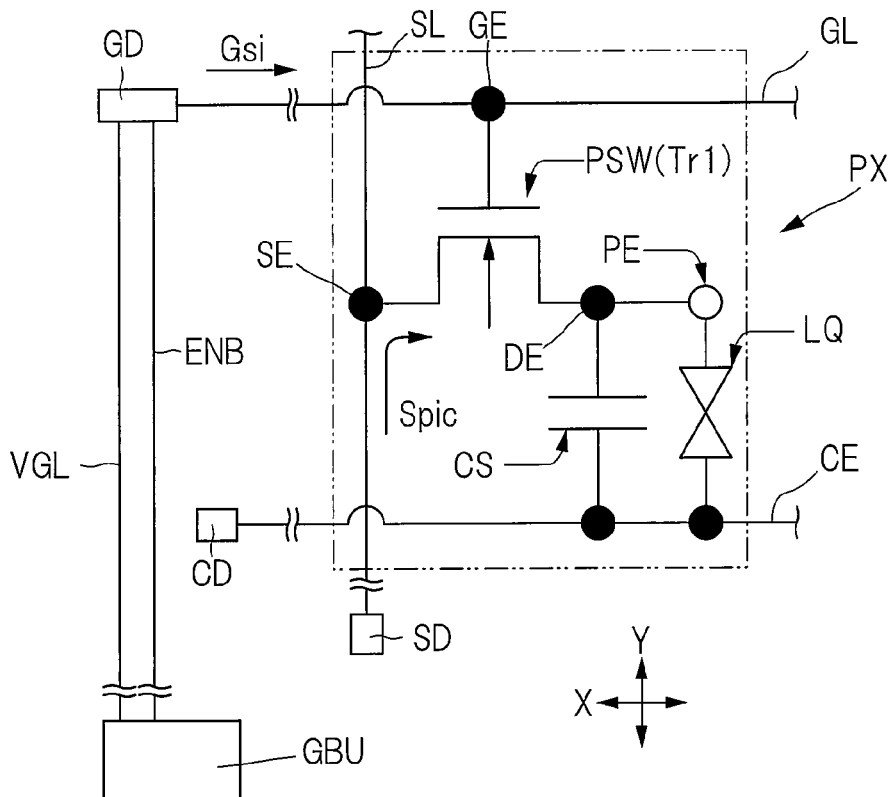 SL
GE
GD
Gsi
GL
PSW(Tr1)
PX
SE
PE
ENB
DE
LQ
Spic
VGL
CS
CE
CD
SD
Y
X
GBU